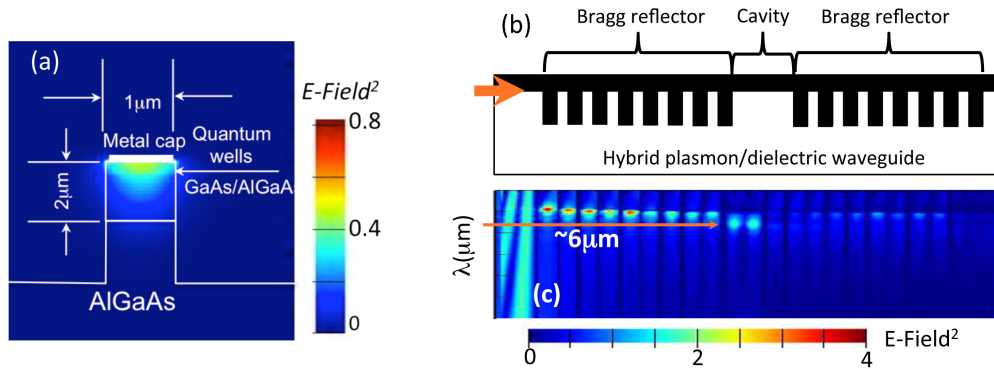 (a)
1μm
Metal cap
Quantum
wells
GaAs/AlGaAs
2μm
AlGaAs
E-Field²
0.8
0.4
0
(b)
Bragg reflector Cavity Bragg reflector
Hybrid plasmon/dielectric waveguide
λ(μm)
~6μm
(c)
0 2 4
E-Field²